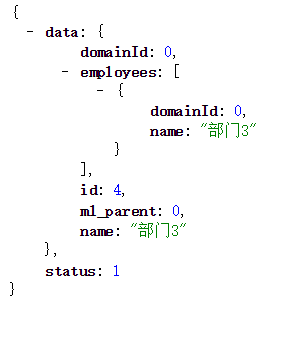 {
- data: {
domainId: 0,
- employees: [
- {
domainId: 0,
name: "部门3"
}
],
id: 4,
ml_parent: 0,
name: "部门3"
},
status: 1
}